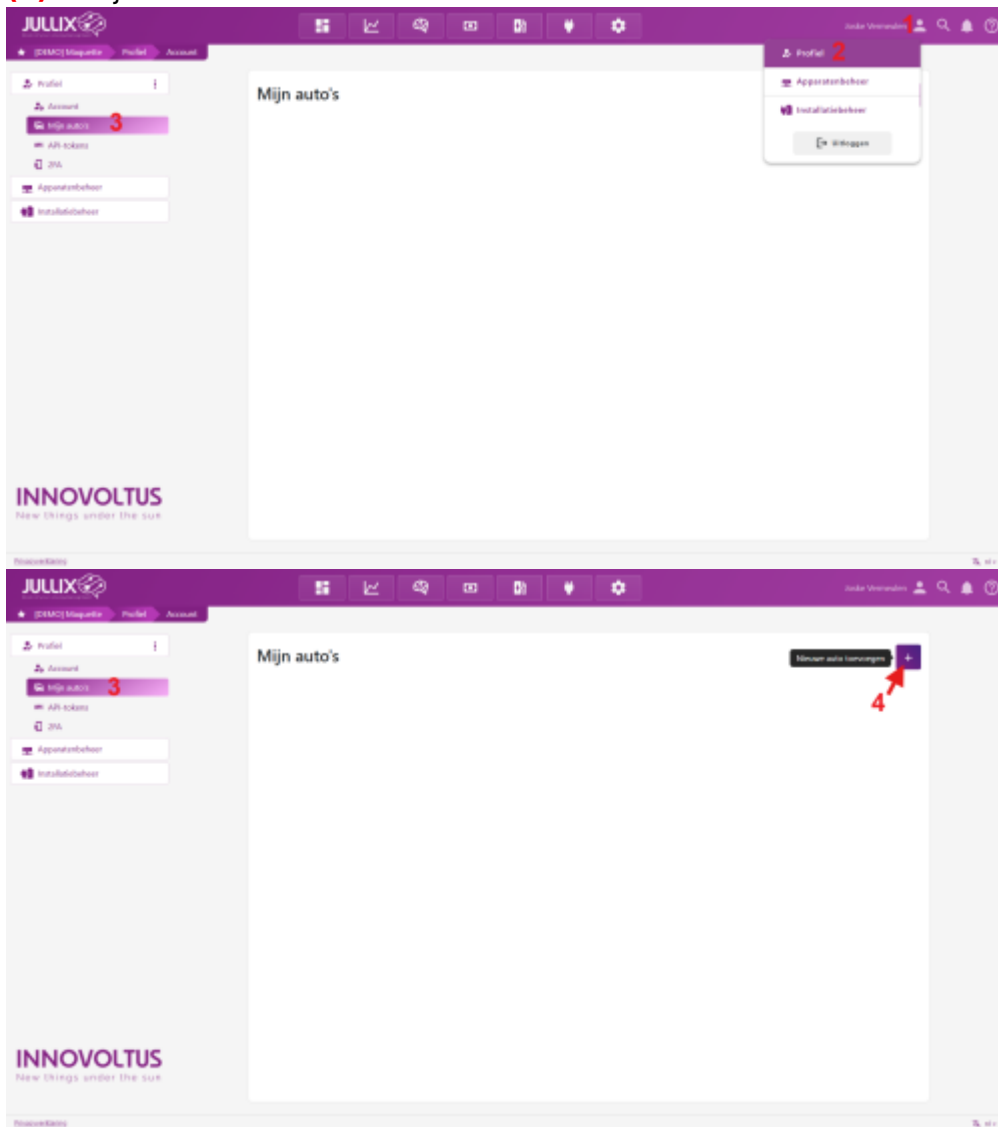 JULLIX
1
[DEMO] Maquette Profiel Account
Profiel 2
Profiel
Account
Mijn auto's 3
API-tokens
2FA
Apparatenbeheer
Installatiebeheer
Mijn auto's
Apparatenbeheer
Installatiebeheer
Uitloggen
INNOVOLTUS
New things under the sun
JULLIX
[DEMO] Maquette Profiel Account
Profiel
Account
Mijn auto's 3
API-tokens
2FA
Apparatenbeheer
Installatiebeheer
Mijn auto's
Nieuwe auto toevoegen +
4
INNOVOLTUS
New things under the sun